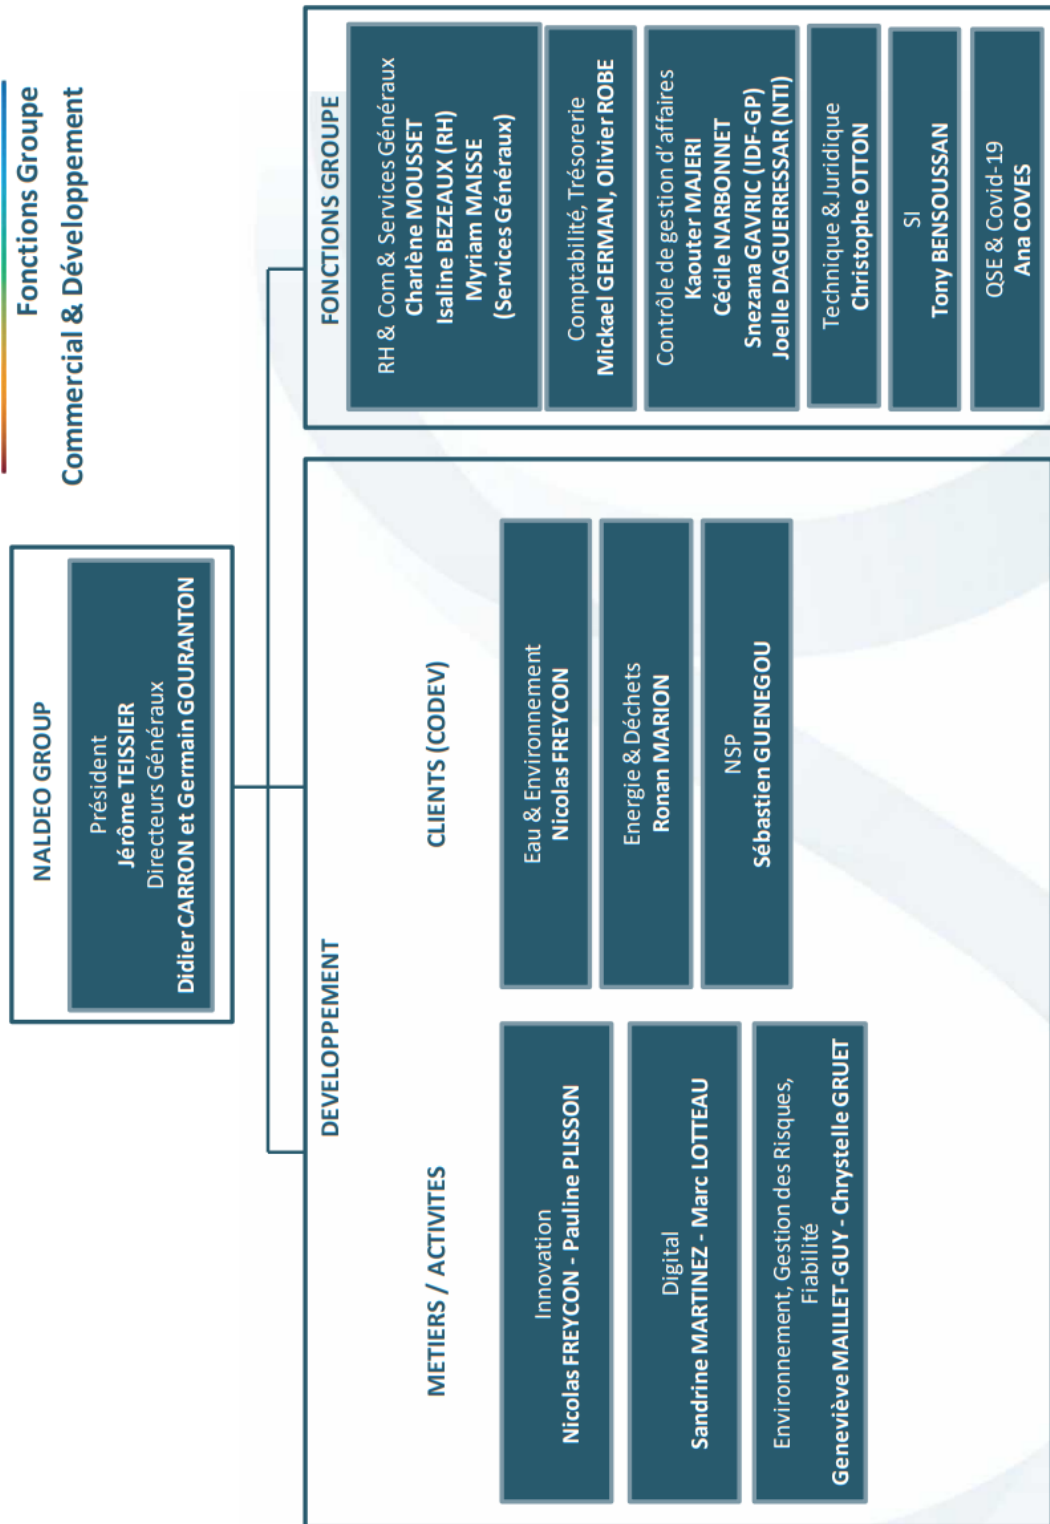 Fonctions Groupe
Commercial & Développement
NALDEO GROUP
Président
Jérôme TEISSIER
Directeurs Généraux
Didier CARRON et Germain GOURANTON
DEVELOPPEMENT
METIERS / ACTIVITES
Innovation
Nicolas FREYCON - Pauline PLISSON
Digital
Sandrine MARTINEZ - Marc LOTTEAU
Environnement, Gestion des Risques,
Fiabilité
Geneviève MAILLET-GUY - Chrystelle GRUET
CLIENTS (CODEV)
Eau & Environnement
Nicolas FREYCON
Energie & Déchets
Ronan MARION
NSP
Sébastien GUENEGOU
FONCTIONS GROUPE
RH & Com & Services Généraux
Charlène MOUSSET
Isaline BEZEAUX (RH)
Myriam MAISSE
(Services Généraux)
Comptabilité, Trésorerie
Mickael GERMAN, Olivier ROBE
Contrôle de gestion d'affaires
Kaouter MAJERI
Cécile NARBONNET
Snezana GAVRIC (IDF-GP)
Joelle DAGUERRESSAR (NTI)
Technique & Juridique
Christophe OTTON
SI
Tony BENSOUSSAN
QSE & Covid-19
Ana COVES